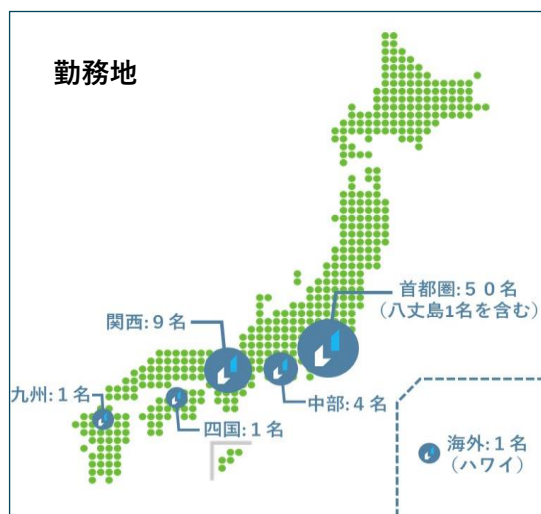 勤務地
首都圏:５０名
(八丈島1名を含む)
関西:９名
中部:４名
九州:１名
四国:１名
海外:１名
(ハワイ)